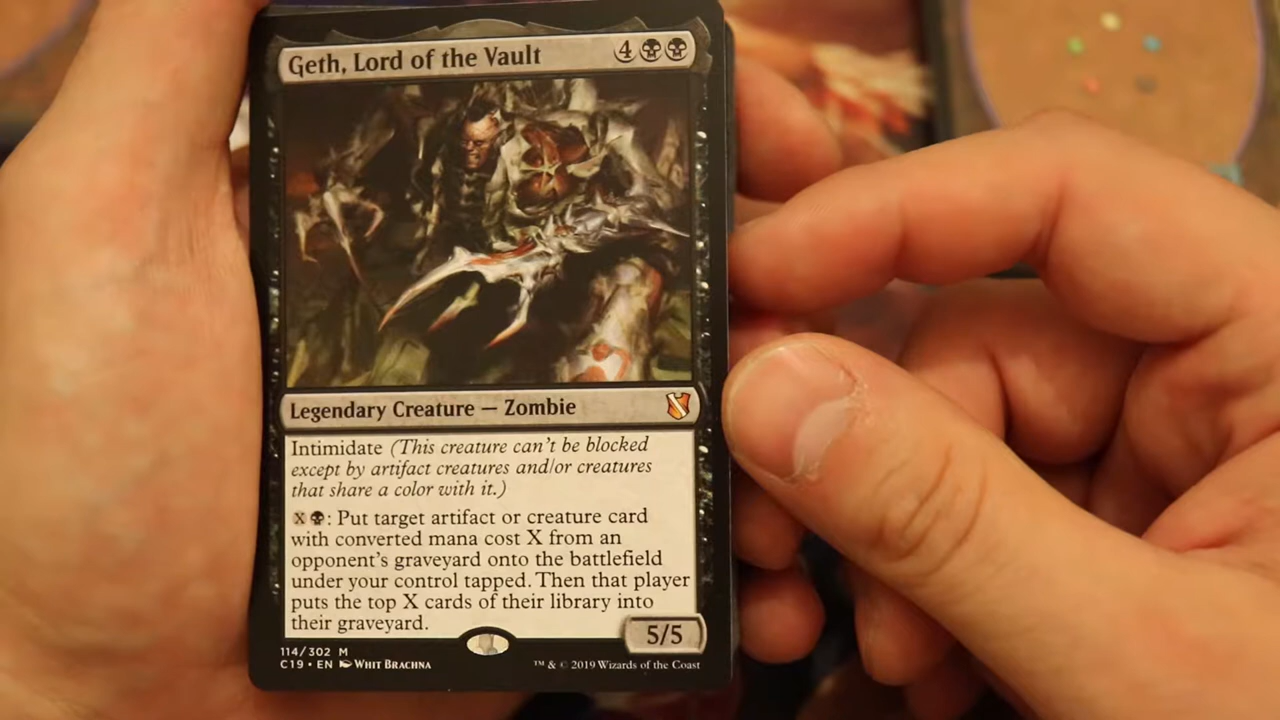 Geth, Lord of the Vault 4
Legendary Creature — Zombie
Intimidate (This creature can't be blocked
except by artifact creatures and/or creatures
that share a color with it.)
X : Put target artifact or creature card
with converted mana cost X from an
opponent's graveyard onto the battlefield
under your control tapped. Then that player
puts the top X cards of their library into
their graveyard.
5/5
114/302 M
C19 • EN Whit Brachna
™ & © 2019 Wizards of the Coast